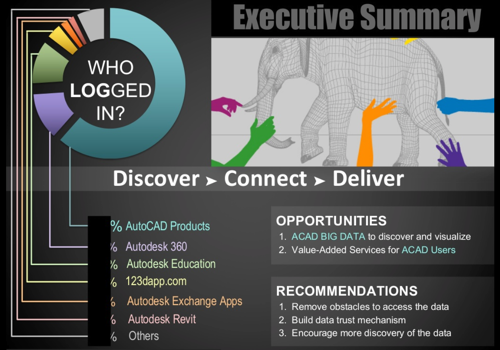 Executive Summary
WHO
LOGGED
IN?
Discover ➤ Connect ➤ Deliver
% AutoCAD Products
% Autodesk 360
% Autodesk Education
% 123dapp.com
% Autodesk Exchange Apps
% Autodesk Revit
% Others
OPPORTUNITIES
1. ACAD BIG DATA to discover and visualize
2. Value-Added Services for ACAD Users
RECOMMENDATIONS
1. Remove obstacles to access the data
2. Build data trust mechanism
3. Encourage more discovery of the data